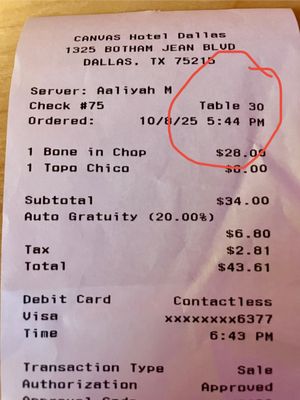 CANVAS Hotel Dallas
1325 BOTHAM JEAN BLVD
DALLAS, TX 75215
Server: Aaliyah M
Check #75 Table 30
Ordered: 10/8/25 5:44 PM
1 Bone in Chop $28.00
1 Topo Chico $6.00
Subtotal $34.00
Auto Gratuity (20.00%)
$6.80
Tax $2.81
Total $43.61
Debit Card Contactless
Visa xxxxxxxx6377
Time 6:43 PM
Transaction Type Sale
Authorization Approved
Approval Code